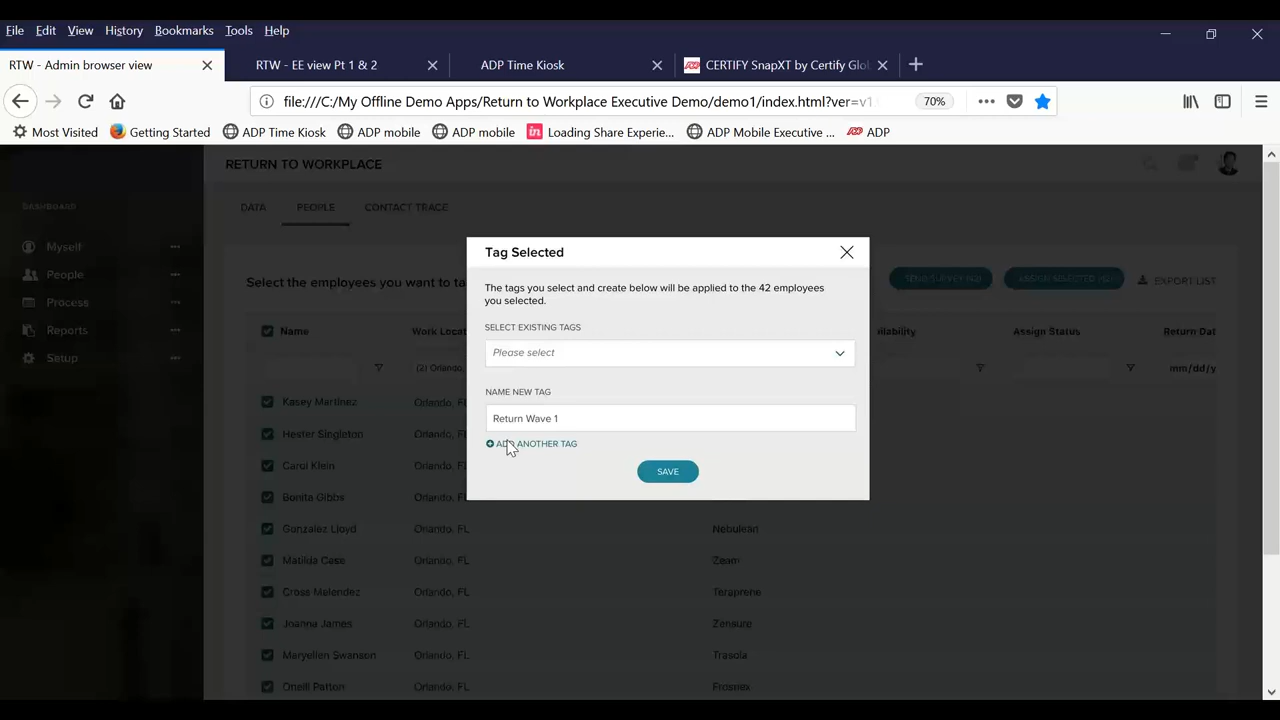 File Edit View History Bookmarks Tools Help
RTW - Admin browser view RTW - EE view Pt 1 & 2 ADP Time Kiosk CERTIFY SnapXT by Certify Glo
file:///C:/My Offline Demo Apps/Return to Workplace Executive Demo/demo1/index.html?ver=v1 70%
Most Visited Getting Started ADP Time Kiosk ADP mobile ADP mobile Loading Share Experie... ADP Mobile Executive ... ADP
RETURN TO WORKPLACE
DASHBOARD
DATA PEOPLE CONTACT TRACE
Myself
People
Process
Reports
Setup
Select the employees you want to ta
EXPORT LIST
Name Work Locat ilability Assign Status Return Dat
(2) Orlando, mm/dd/y
Kasey Martinez Orlando, FL
Hester Singleton Orlando, FL
Carol Klein Orlando, FL
Bonita Gibbs Orlando, FL
Gonzalez Lloyd Orlando, FL Nebulean
Matilda Case Orlando, FL Zeam
Cross Melendez Orlando, FL Teraprene
Joanna James Orlando, FL Zensure
Maryellen Swanson Orlando, FL Trasola
Oneill Patton Orlando, FL Frosnex
Tag Selected
The tags you select and create below will be applied to the 42 employees
you selected.
SELECT EXISTING TAGS
Please select
NAME NEW TAG
Return Wave 1
ADD ANOTHER TAG
SAVE